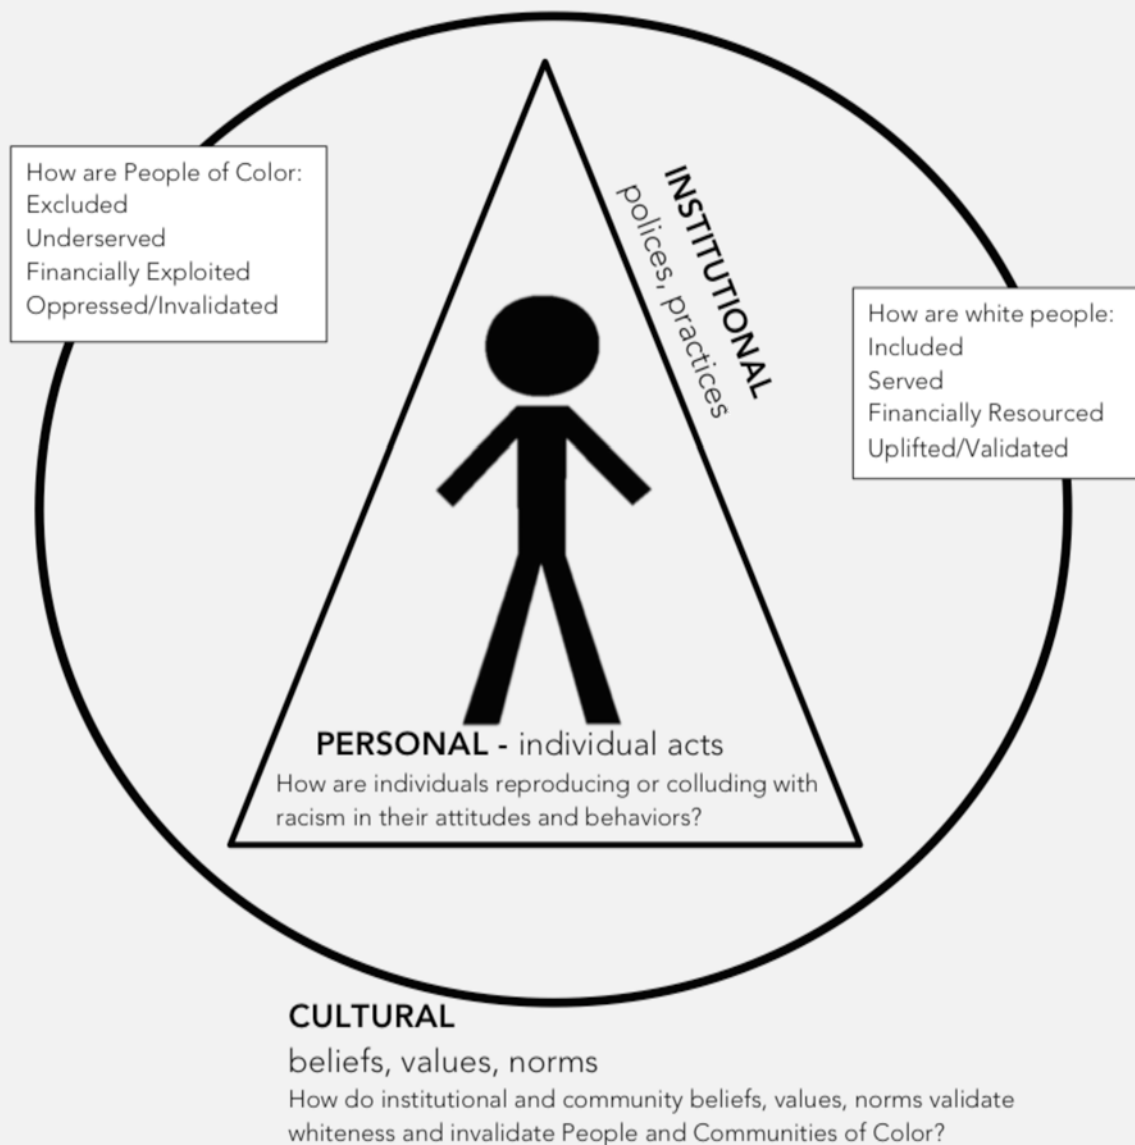 How are People of Color:
Excluded
Underserved
Financially Exploited
Oppressed/Invalidated
INSTITUTIONAL
polices, practices
How are white people:
Included
Served
Financially Resourced
Uplifted/Validated
PERSONAL - individual acts
How are individuals reproducing or colluding with
racism in their attitudes and behaviors?
CULTURAL
beliefs, values, norms
How do institutional and community beliefs, values, norms validate
whiteness and invalidate People and Communities of Color?